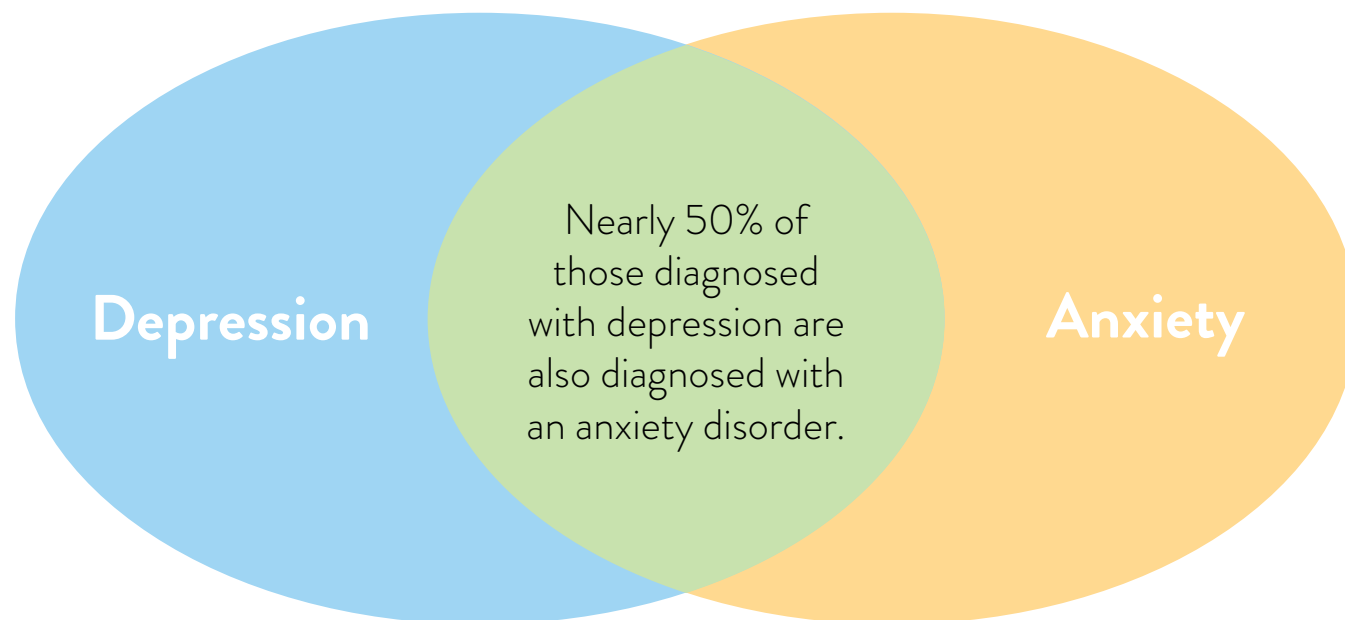 Depression
Nearly 50% of
those diagnosed
with depression are
also diagnosed with
an anxiety disorder.
Anxiety